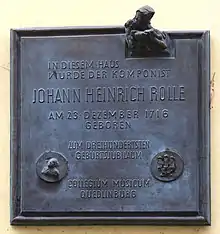 IN DIESEM HAUS
WURDE DER KOMPONIST
JOHANN HEINRICH ROLLE
AM 23. DEZEMBER 1716
GEBOREN
ZUM DREIHUNDERTSTEN
GEBURTSJUBILÄUM
COLLEGIUM MUSICUM
QUEDLINBURG